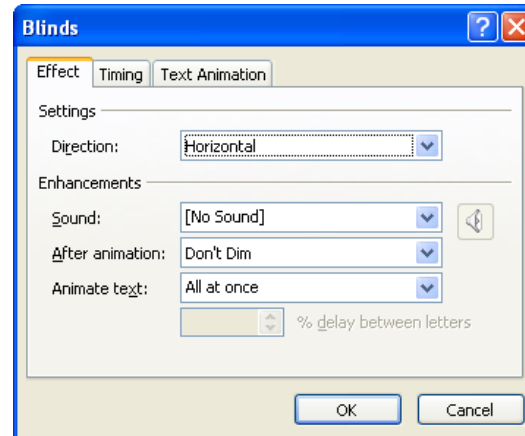 Blinds
Effect Timing Text Animation
Settings
Direction: Horizontal
Enhancements
Sound: [No Sound]
After animation: Don't Dim
Animate text: All at once
% delay between letters
OK Cancel